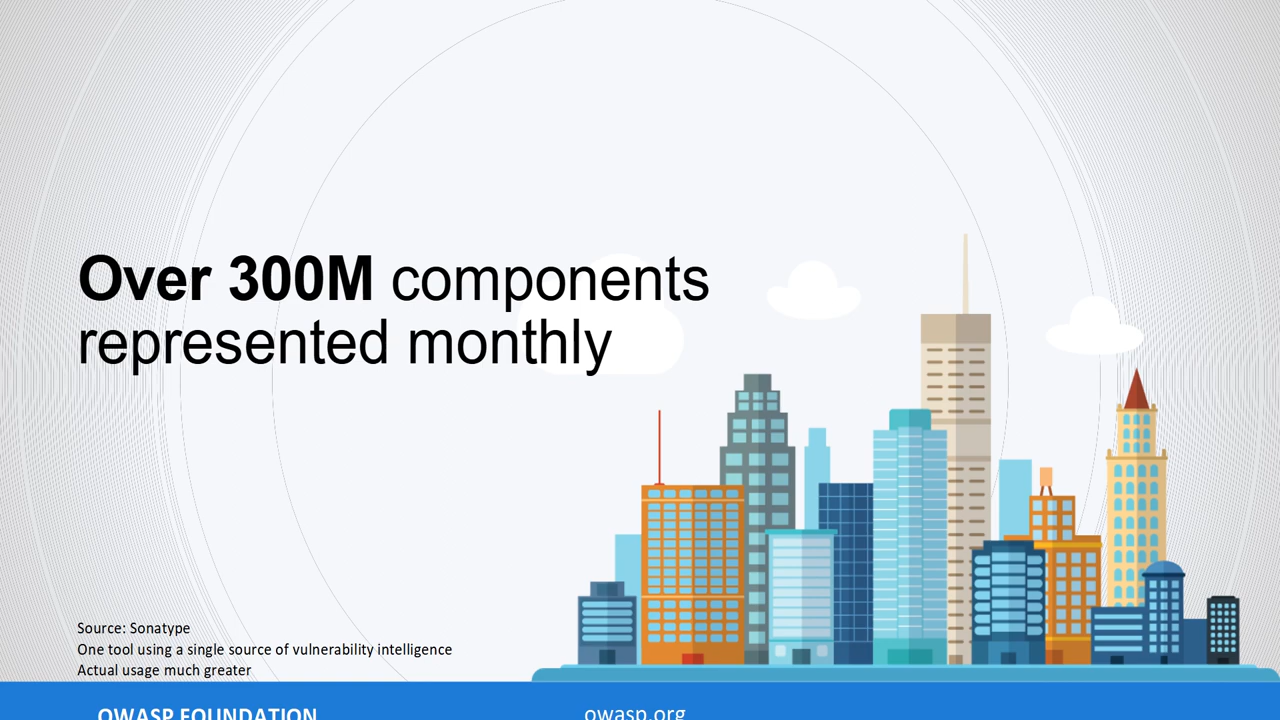 Over 300M components
represented monthly
Source: Sonatype
One tool using a single source of vulnerability intelligence
Actual usage much greater
OWASP FOUNDATION
owasp.org